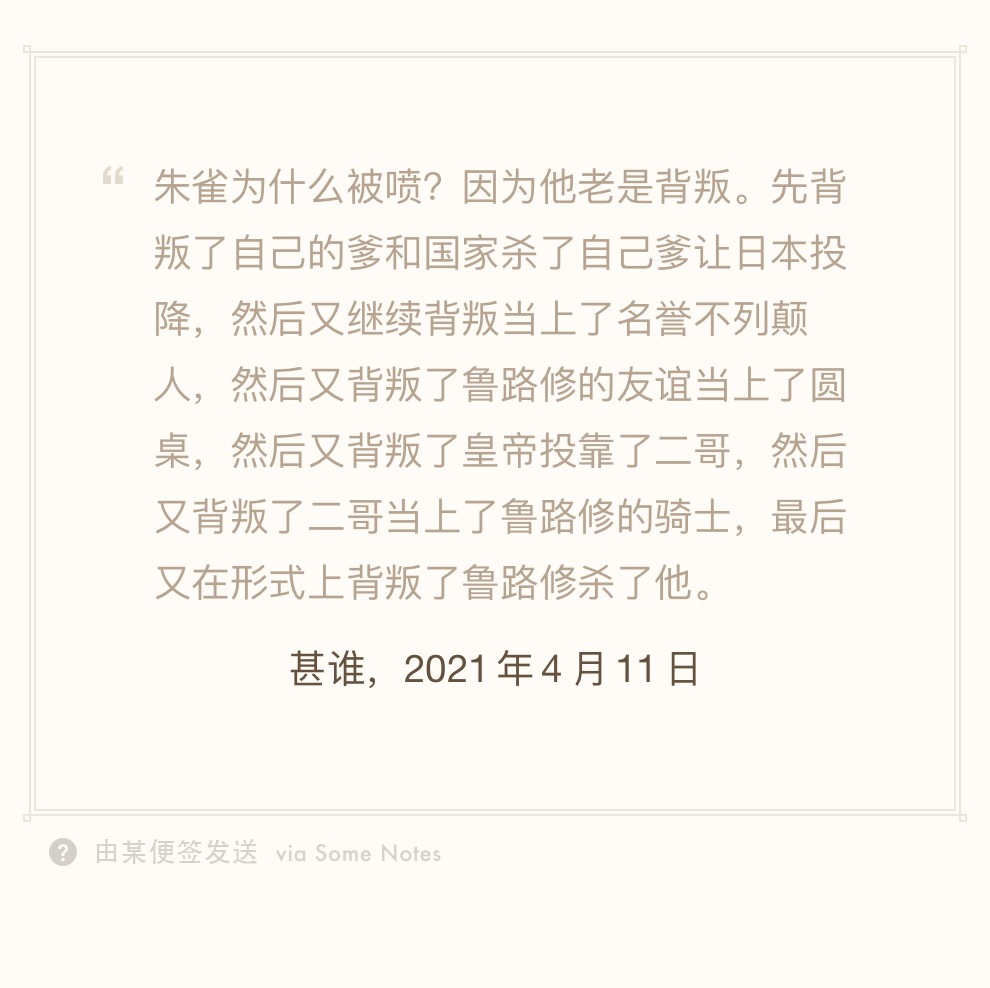 “ 朱雀为什么被喷？因为他老是背叛。先背
叛了自己的爹和国家杀了自己爹让日本投
降，然后又继续背叛当上了名誉不列颠
人，然后又背叛了鲁路修的友谊当上了圆
桌，然后又背叛了皇帝投靠了二哥，然后
又背叛了二哥当上了鲁路修的骑士，最后
又在形式上背叛了鲁路修杀了他。
甚谁，2021 年 4 月 11 日
? 由某便签发送 via Some Notes